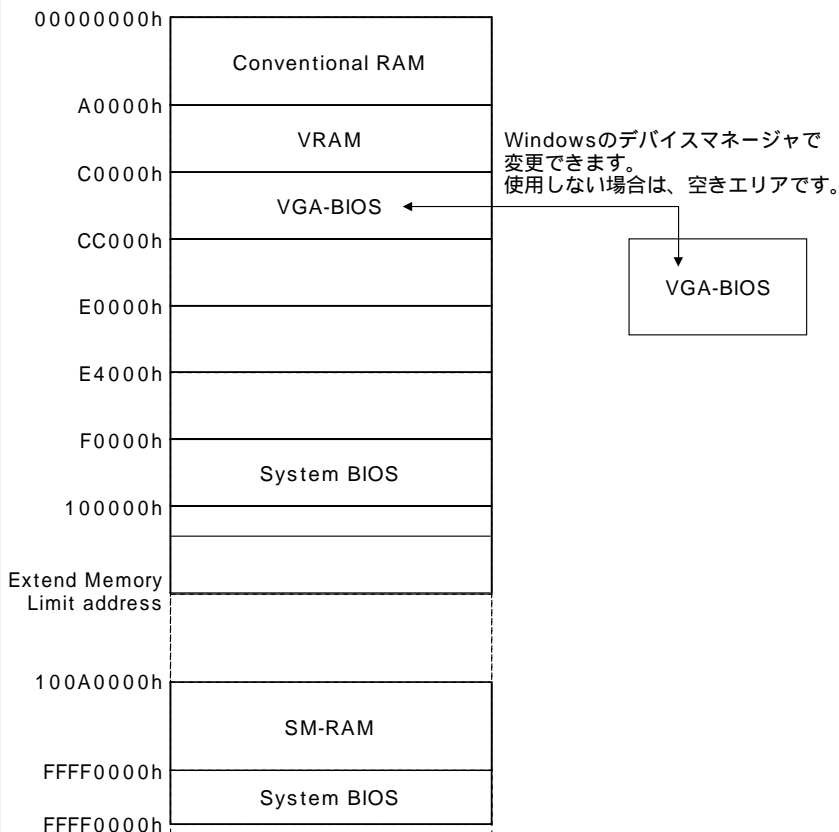 00000000h
Conventional RAM
A0000h
VRAM
Windowsのデバイスマネージャで
変更できます。
使用しない場合は、空きエリアです。
C0000h
VGA-BIOS
CC000h
VGA-BIOS
E0000h
E4000h
F0000h
System BIOS
100000h
Extend Memory
Limit address
100A0000h
SM-RAM
FFFF0000h
System BIOS
FFFF0000h